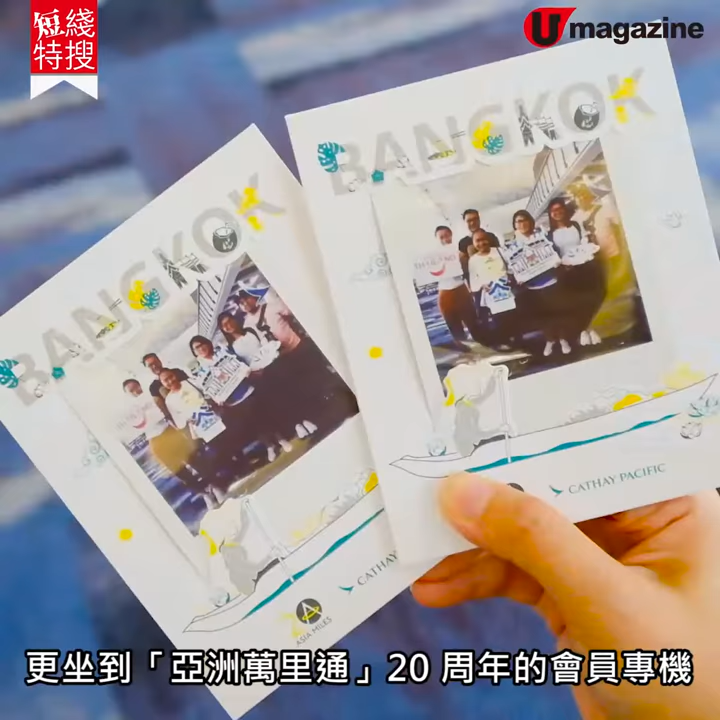 短綫
特搜
U magazine
BANGKOK
CATHAY PACIFIC
BANGKOK
CATHAY
ASIA MILES
更坐到「亞洲萬里通」20 周年的會員專機